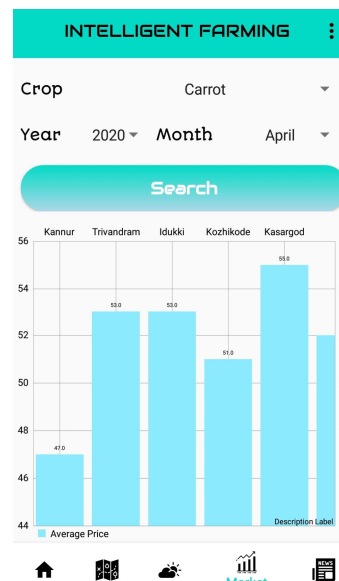 INTELLIGENT FARMING
Crop Carrot
Year 2020 Month April
Search
Kannur Trivandram Idukki Kozhikode Kasargod
56
55.0
54
53.0 53.0
52
51.0
50
48
47.0
46
44
Description Label
Average Price
Market
NEWS